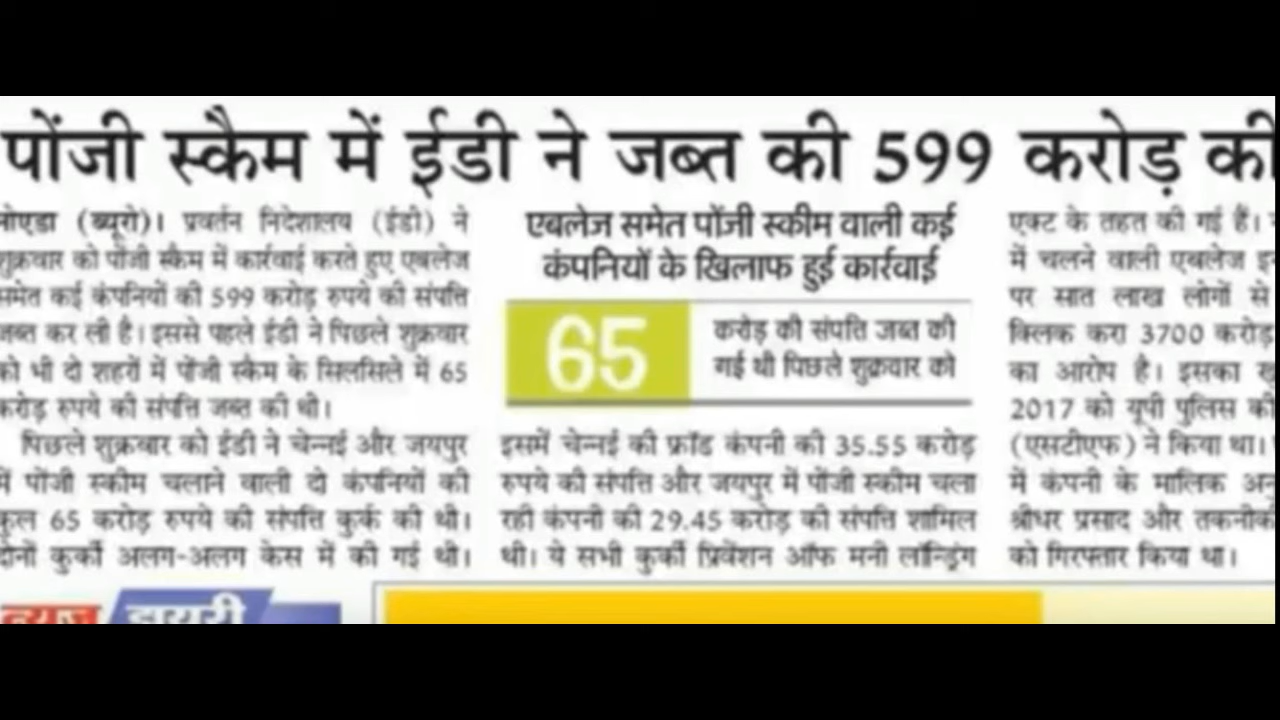 पोंजी स्कैम में ईडी ने जब्त की 599 करोड़ की
नोएडा (ब्यूरो)। प्रवर्तन निदेशालय (ईडी) ने
शुक्रवार को पोंजी स्कैम में कार्रवाई करते हुए एबलेज
समेत कई कंपनियों की 599 करोड़ रुपये की संपत्ति
जब्त कर ली है। इससे पहले ईडी ने पिछले शुक्रवार
को भी दो शहरों में पोंजी स्कैम के सिलसिले में 65
करोड़ रुपये की संपत्ति जब्त की थी।
पिछले शुक्रवार को ईडी ने चेन्नई और जयपुर
में पोंजी स्कीम चलाने वाली दो कंपनियों की
कुल 65 करोड़ रुपये की संपत्ति कुर्क की थी।
दोनों कुर्की अलग-अलग केस में की गई थी।
एबलेज समेत पोंजी स्कीम वाली कई
कंपनियों के खिलाफ हुई कार्रवाई
65
करोड़ की संपति जब्त की
गई थी पिछले शुक्रवार को
इसमें चेन्नई की फ्रॉड कंपनी की 35.55 करोड़
रुपये की संपत्ति और जयपुर में पोंजी स्कीम चला
रही कंपनी की 29.45 करोड़ की संपत्ति शामिल
थी। ये सभी कुर्की प्रिवेंशन ऑफ मनी लॉन्ड्रिंग
एक्ट के तहत की गई हैं।
में चलने वाली एबलेज
पर सात लाख लोगों से
क्लिक करा 3700 करोड़
का आरोप है। इसका
2017 को यूपी पुलिस की
(एसटीएफ) ने किया था।
में कंपनी के मालिक
श्रीधर प्रसाद और
को गिरफ्तार किया था।
न्यूज डायरी